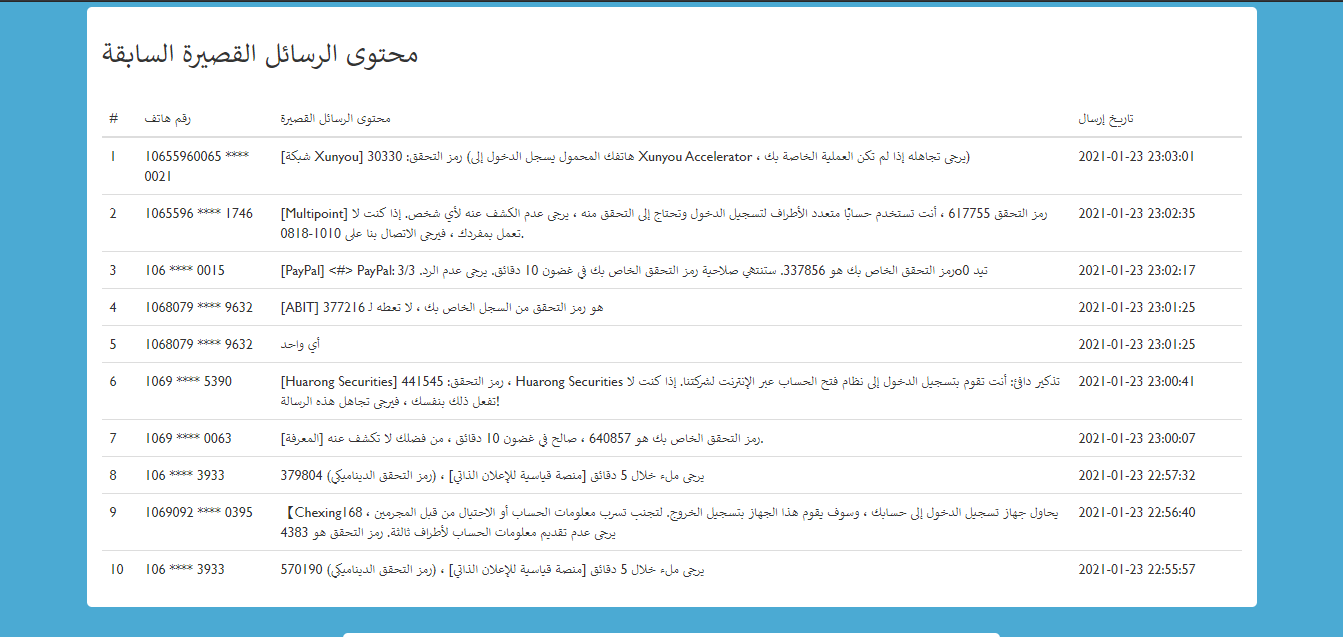 محتوى الرسائل القصيرة السابقة
# رقم هاتف محتوى الرسائل القصيرة تاريخ إرسال
1 10655960065 **** [شبكة Xunyou] رمز التحقق: 30330 (هاتفك المحمول يسجل الدخول إلى Xunyou Accelerator ، يرجى تجاهله إذا لم تكن العملية الخاصة بك) 2021-01-23 23:03:01
0021
2 1065596 **** 1746 [Multipoint] رمز التحقق 617755 ، أنت تستخدم حسابًا متعدد الأطراف لتسجيل الدخول وتحتاج إلى التحقق منه ، يرجى عدم الكشف عنه لأي شخص. إذا كنت لا 2021-01-23 23:02:35
تعمل بمفردك ، فيرجى الاتصال بنا على 1010-0818.
3 106 **** 0015 [PayPal] <#> PayPal: 3/3 رمز التحقق الخاص بك هو 337856. ستنتهي صلاحية رمز التحقق الخاص بك في غضون 10 دقائق. يرجى عدم الرد. o0تيد 2021-01-23 23:02:17
4 1068079 **** 9632 [ABIT] 377216 هو رمز التحقق من السجل الخاص بك ، لا تعطه لـ 2021-01-23 23:01:25
5 1068079 **** 9632 أي واحد 2021-01-23 23:01:25
6 1069 **** 5390 [Huarong Securities] رمز التحقق: 441545 ، Huarong Securities تذكير دافئ: أنت تقوم بتسجيل الدخول إلى نظام فتح الحساب عبر الإنترنت لشركتنا. إذا كنت لا 2021-01-23 23:00:41
تفعل ذلك بنفسك ، فيرجى تجاهل هذه الرسالة!
7 1069 **** 0063 [المعرفة] رمز التحقق الخاص بك هو 640857 ، صالح في غضون 10 دقائق ، من فضلك لا تكشف عنه. 2021-01-23 23:00:07
8 106 **** 3933 379804 (رمز التحقق الديناميكي) ، يرجى ملء خلال 5 دقائق [منصة قياسية للإعلان الذاتي] 2021-01-23 22:57:32
9 1069092 **** 0395 【Chexing168 ، يحاول جهاز تسجيل الدخول إلى حسابك ، وسوف يقوم هذا الجهاز بتسجيل الخروج. لتجنب تسرب معلومات الحساب أو الاحتيال من قبل المجرمين 2021-01-23 22:56:40
يرجى عدم تقديم معلومات الحساب لأطراف ثالثة. رمز التحقق هو 4383
10 106 **** 3933 570190 (رمز التحقق الديناميكي) ، يرجى ملء خلال 5 دقائق [منصة قياسية للإعلان الذاتي] 2021-01-23 22:55:57